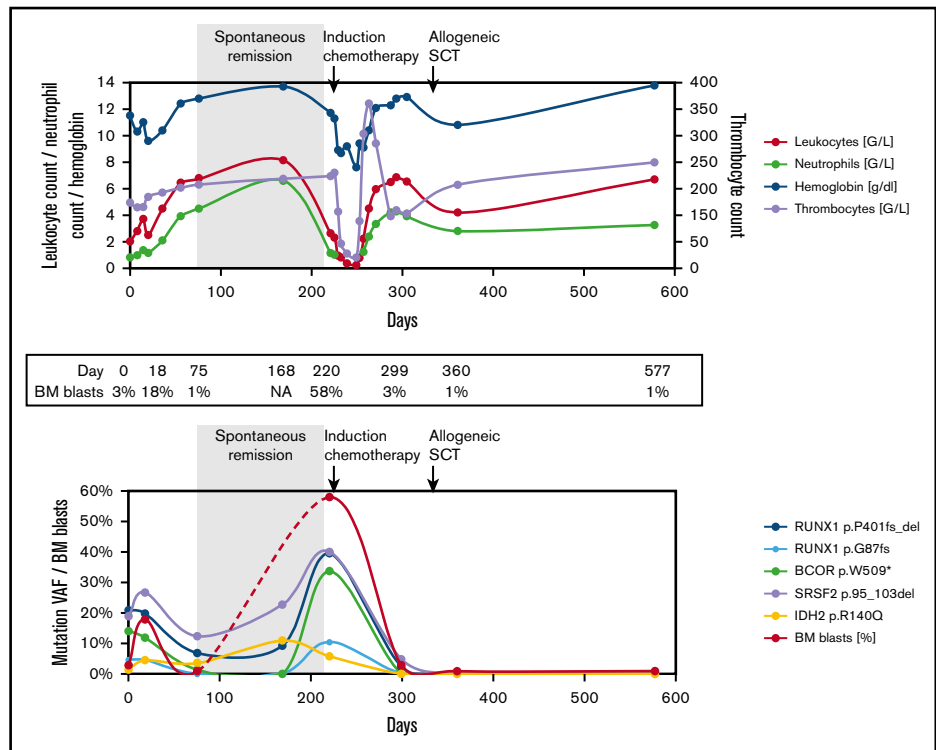 Spontaneous
remission
Induction
chemotherapy
Allogeneic
SCT
Leukocyte count / neutrophil
count / hemoglobin
14
12
10
8
6
4
2
0
400
350
300
250
200
150
100
50
0
Thrombocyte
count
0 100 200 300 400 500 600
Days
Leukocytes [G/L]
Neutrophils [G/L]
Hemoglobin [g/dl]
Thrombocytes [G/L]
Day 0 18 75 168 220 299 360 577
BM blasts 3% 18% 1% NA 58% 3% 1% 1%
Spontaneous
remission
Induction
chemotherapy
Allogeneic
SCT
Mutation VAF / BM blasts
60%
50%
40%
30%
20%
10%
0%
0 100 200 300 400 500 600
Days
RUNX1 p.P401fs_del
RUNX1 p.G87fs
BCOR p.W509*
SRSF2 p.95_103del
IDH2 p.R140Q
BM blasts [%]